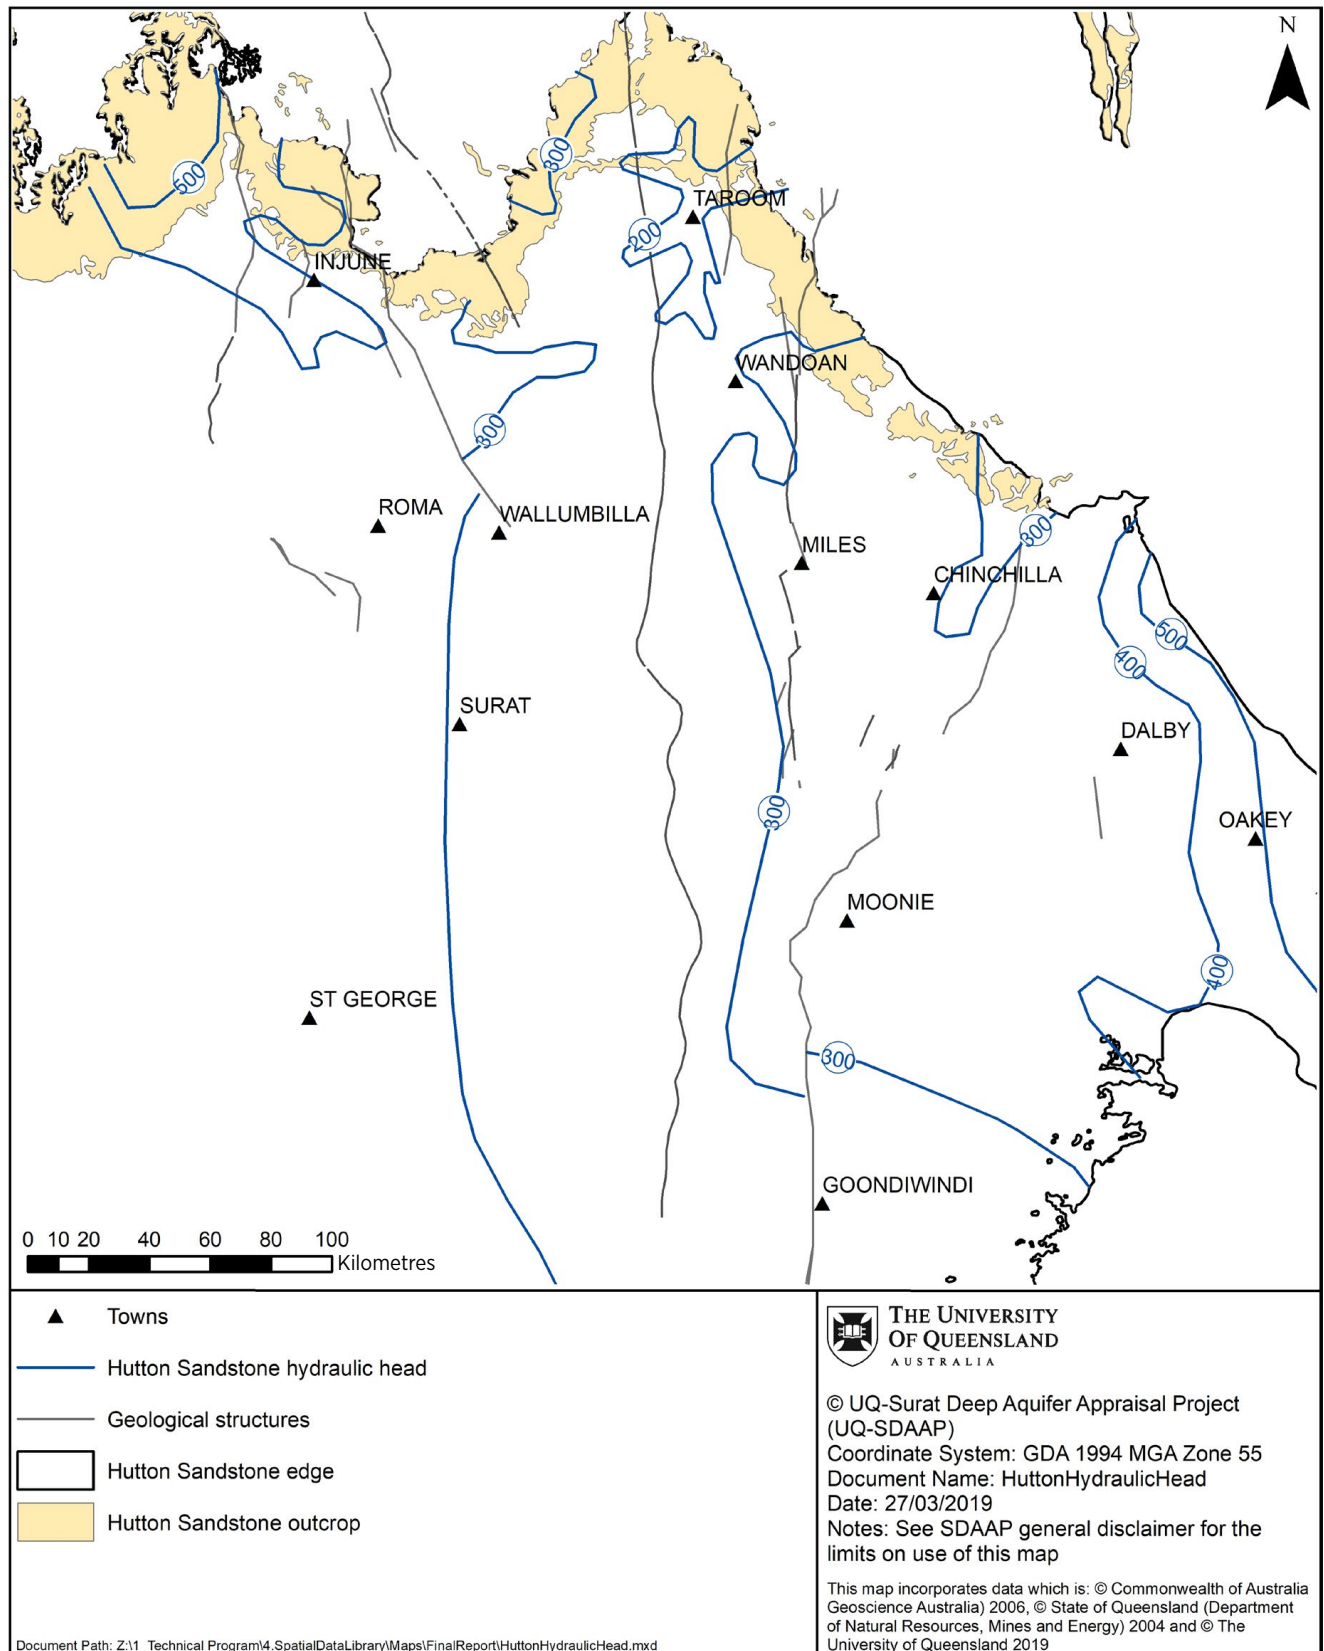 N
500
300
TAROOM
200
INJUNE
WANDOAN
300
ROMA
WALLUMBILLA
300
MILES
CHINCHILLA
500
400
SURAT
DALBY
300
OAKEY
MOONIE
400
ST GEORGE
300
GOONDIWINDI
0 10 20 40 60 80 100
Kilometres
Towns
Hutton Sandstone hydraulic head
Geological structures
Hutton Sandstone edge
Hutton Sandstone outcrop
Document Path: Z:\1_Technical Program\4.SpatialDataLibrary\Maps\FinalReport\HuttonHydraulicHead.mxd
THE UNIVERSITY
OF QUEENSLAND
AUSTRALIA
© UQ-Surat Deep Aquifer Appraisal Project
(UQ-SDAAP)
Coordinate System: GDA 1994 MGA Zone 55
Document Name: HuttonHydraulicHead
Date: 27/03/2019
Notes: See SDAAP general disclaimer for the
limits on use of this map
This map incorporates data which is: © Commonwealth of Australia
Geoscience Australia) 2006, © State of Queensland (Department
of Natural Resources, Mines and Energy) 2004 and © The
University of Queensland 2019